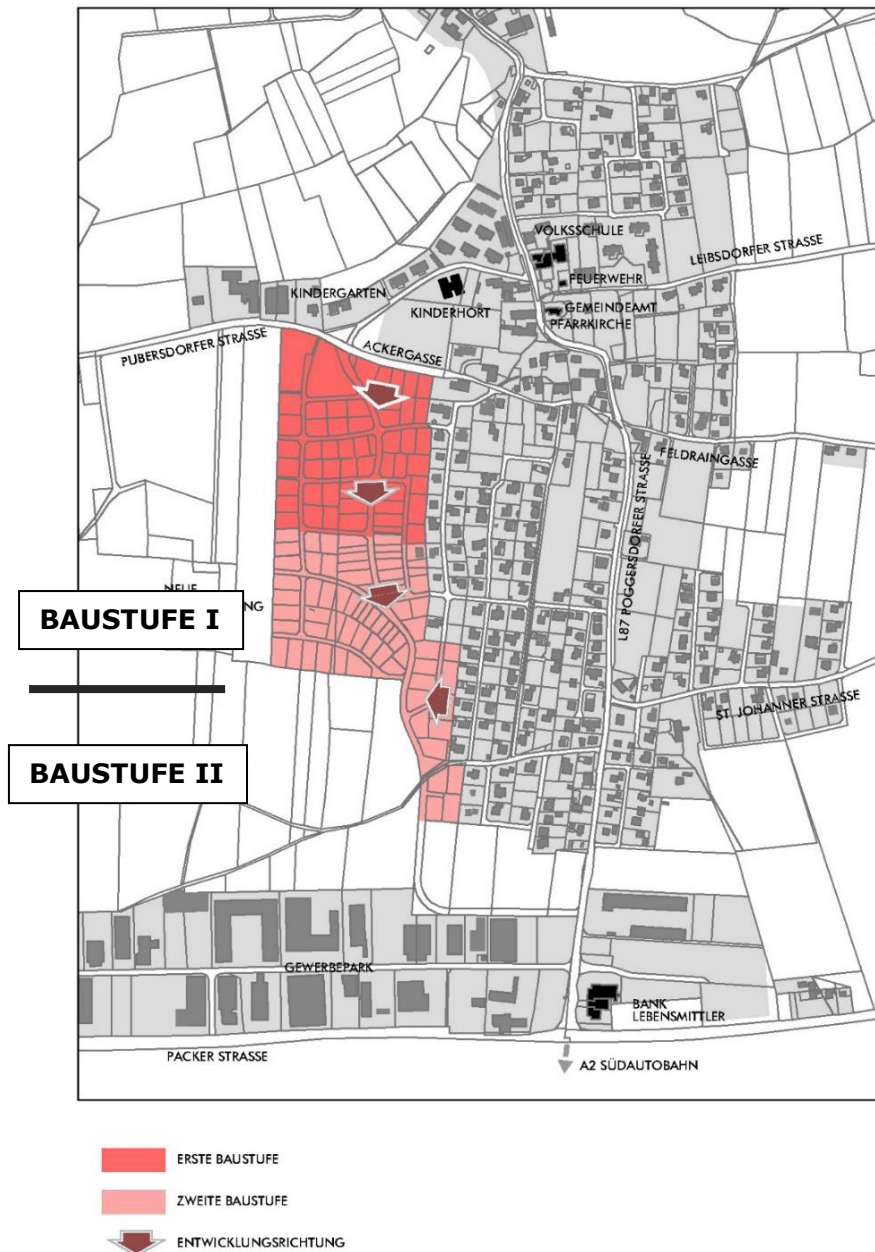 VOLKSSCHULE
LEIBSDORFER STRASSE
FEUERWEHR
KINDERGARTEN
KINDERHORT
GEMEINDEAMT
PFARRKIRCHE
PUBERSDORFER STRASSE
ACKERGASSE
FELDRAINGASSE
L87 POGGERSDORFER STRASSE
BAUSTUFE I
ST. JOHANNER STRASSE
BAUSTUFE II
GEWERBEPARK
BANK
LEBENSMITTLER
PACKER STRASSE
A2 SÜDAUTOBAHN
ERSTE BAUSTUFE
ZWEITE BAUSTUFE
ENTWICKLUNGSRICHTUNG